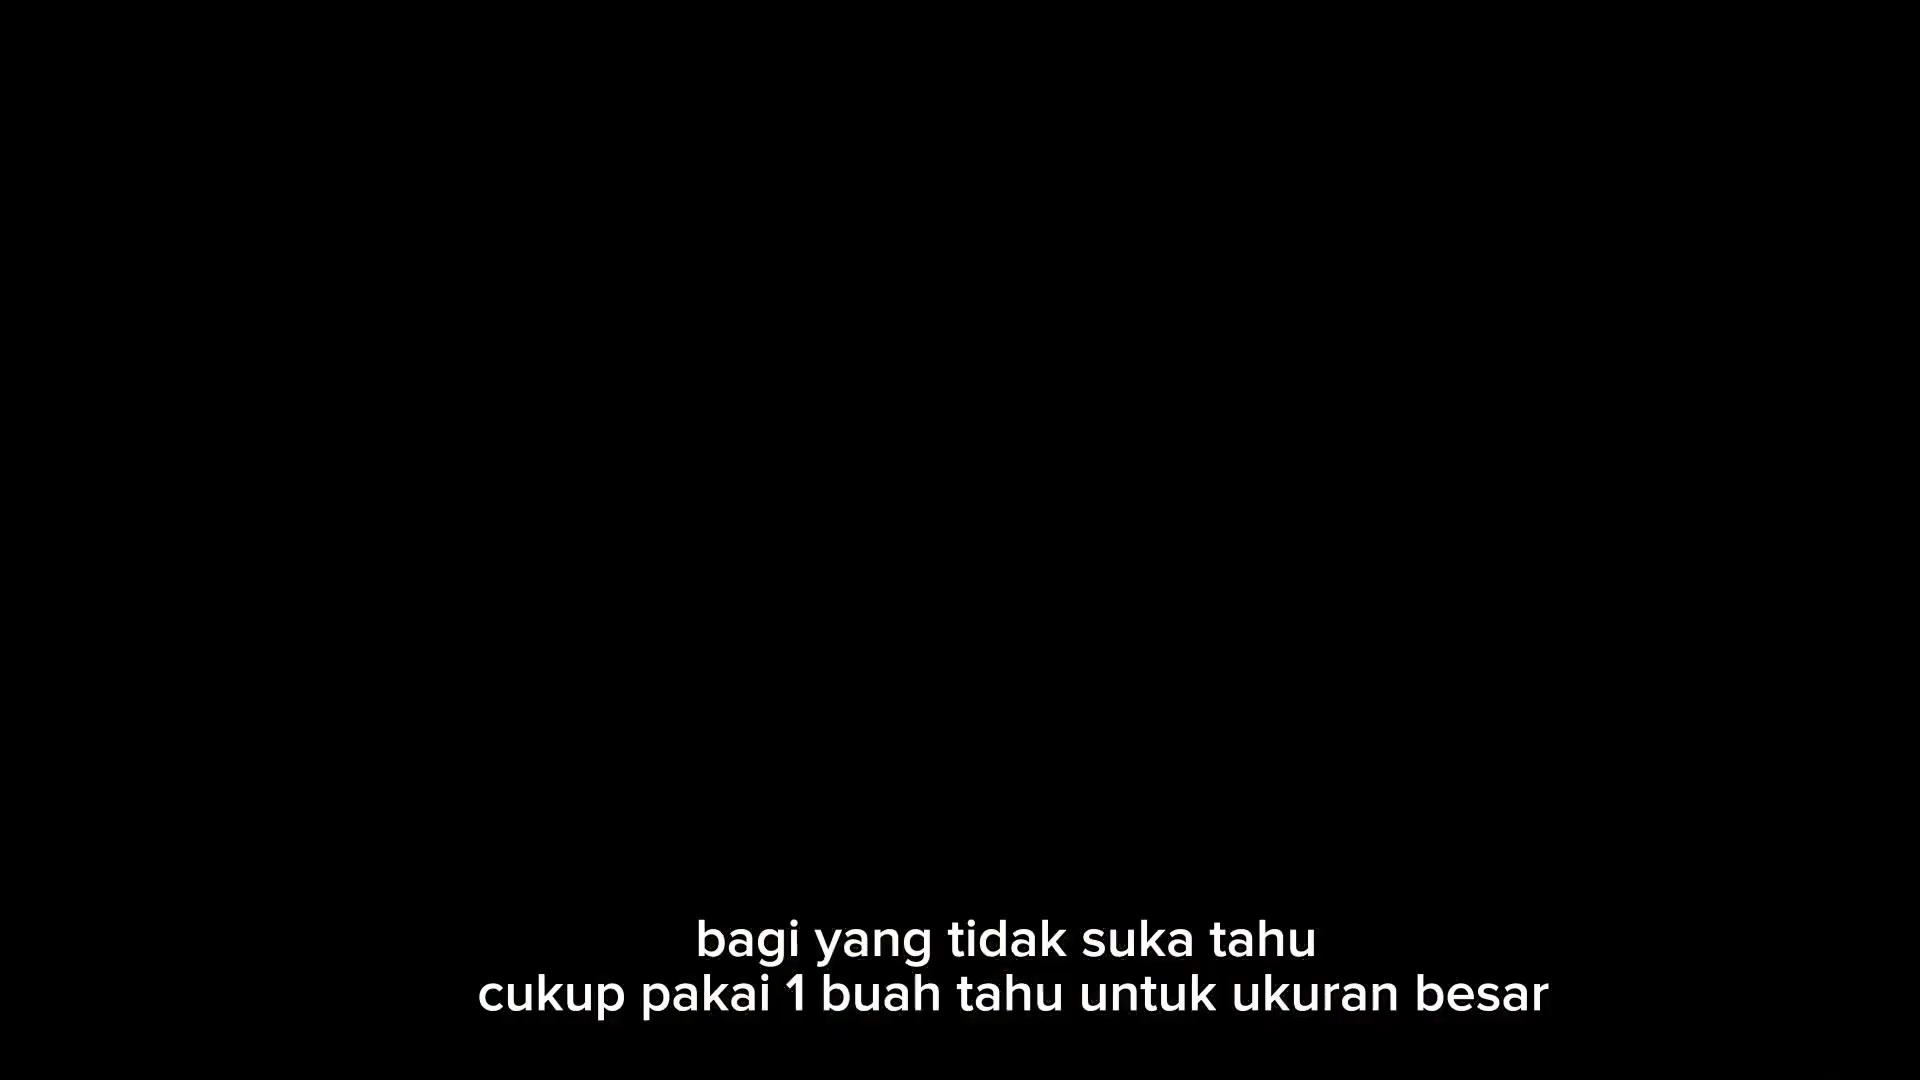 bagi yang tidak suka tahu
cukup pakai 1 buah tahu untuk ukuran besar